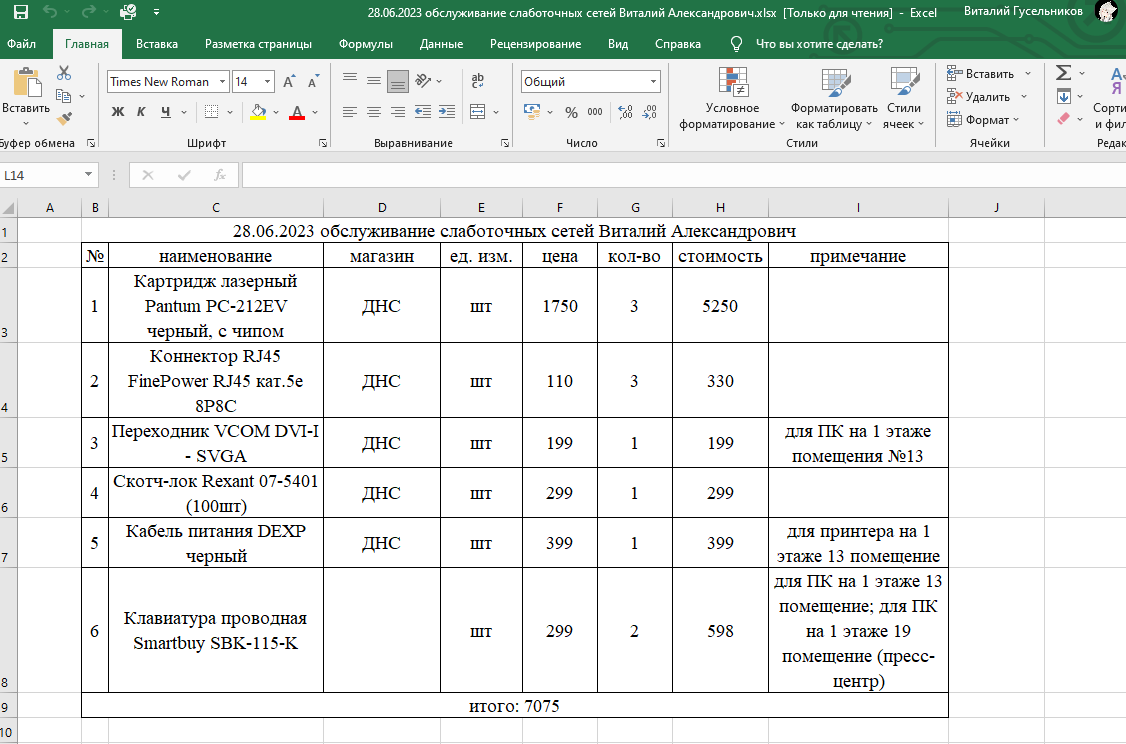 28.06.2023 обслуживание слаботочных сетей Виталий Александрович.xlsx [Только для чтения] - Excel
Виталий Гусельников
Файл Главная Вставка Разметка страницы Формулы Данные Рецензирование Вид Справка Что вы хотите сделать?
Вставить
Times New Roman 14
Ж К Ч
Общий
% 000
Условное форматирование
Форматировать как таблицу
Стили ячеек
Вставить
Удалить
Формат
Сорти
и фил
буфер обмена Шрифт Выравнивание Число Стили Ячейки Редак
L14 fx
A B C D E F G H I J
1 28.06.2023 обслуживание слаботочных сетей Виталий Александрович
2 № наименование магазин ед. изм. цена кол-во стоимость примечание
Картридж лазерный
1 Pantum PC-212EV ДНС шт 1750 3 5250
3 черный, с чипом
Коннектор RJ45
2 FinePower RJ45 кат.5e ДНС шт 110 3 330
4 8P8C
3 Переходник VCOM DVI-I ДНС шт 199 1 199 для ПК на 1 этаже
5 - SVGA помещения №13
4 Скотч-лок Rexant 07-5401 ДНС шт 299 1 299
6 (100шт)
5 Кабель питания DEXP ДНС шт 399 1 399 для принтера на 1
7 черный этаже 13 помещение
для ПК на 1 этаже 13
Клавиатура проводная помещение; для ПК
6 Smartbuy SBK-115-K шт 299 2 598 на 1 этаже 19
помещение (пресс-
8 центр)
9 итого: 7075
10